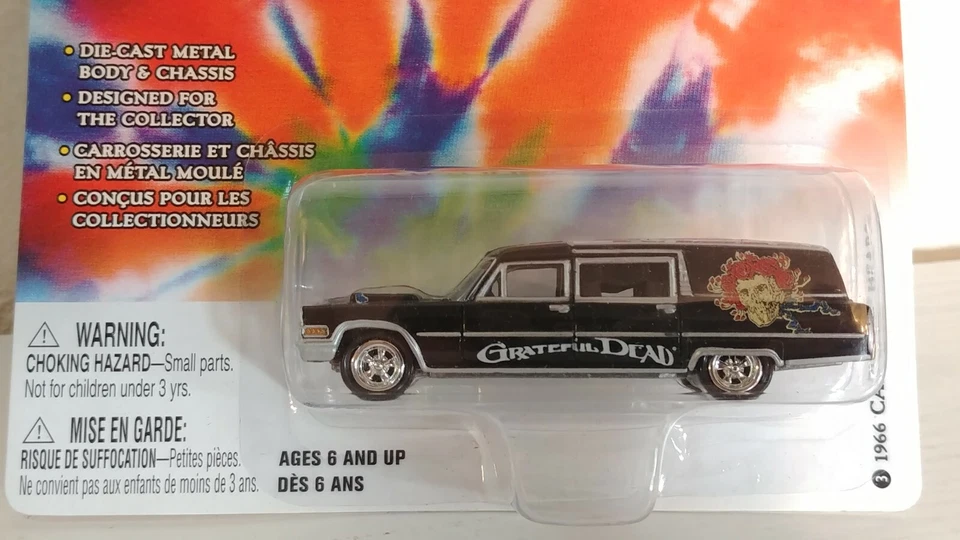 • DIE-CAST METAL
BODY & CHASSIS
• DESIGNED FOR
THE COLLECTOR
• CARROSSERIE ET CHÂSSIS
EN MÉTAL MOULÉ
• CONÇUS POUR LES
COLLECTIONNEURS
GRATEFUL DEAD
WARNING:
CHOKING HAZARD—Small parts.
Not for children under 3 yrs.
MISE EN GARDE:
RISQUE DE SUFFOCATION—Petites pièces.
Ne convient pas aux enfants de moins de 3 ans.
AGES 6 AND UP
DÈS 6 ANS
3 1966 CA